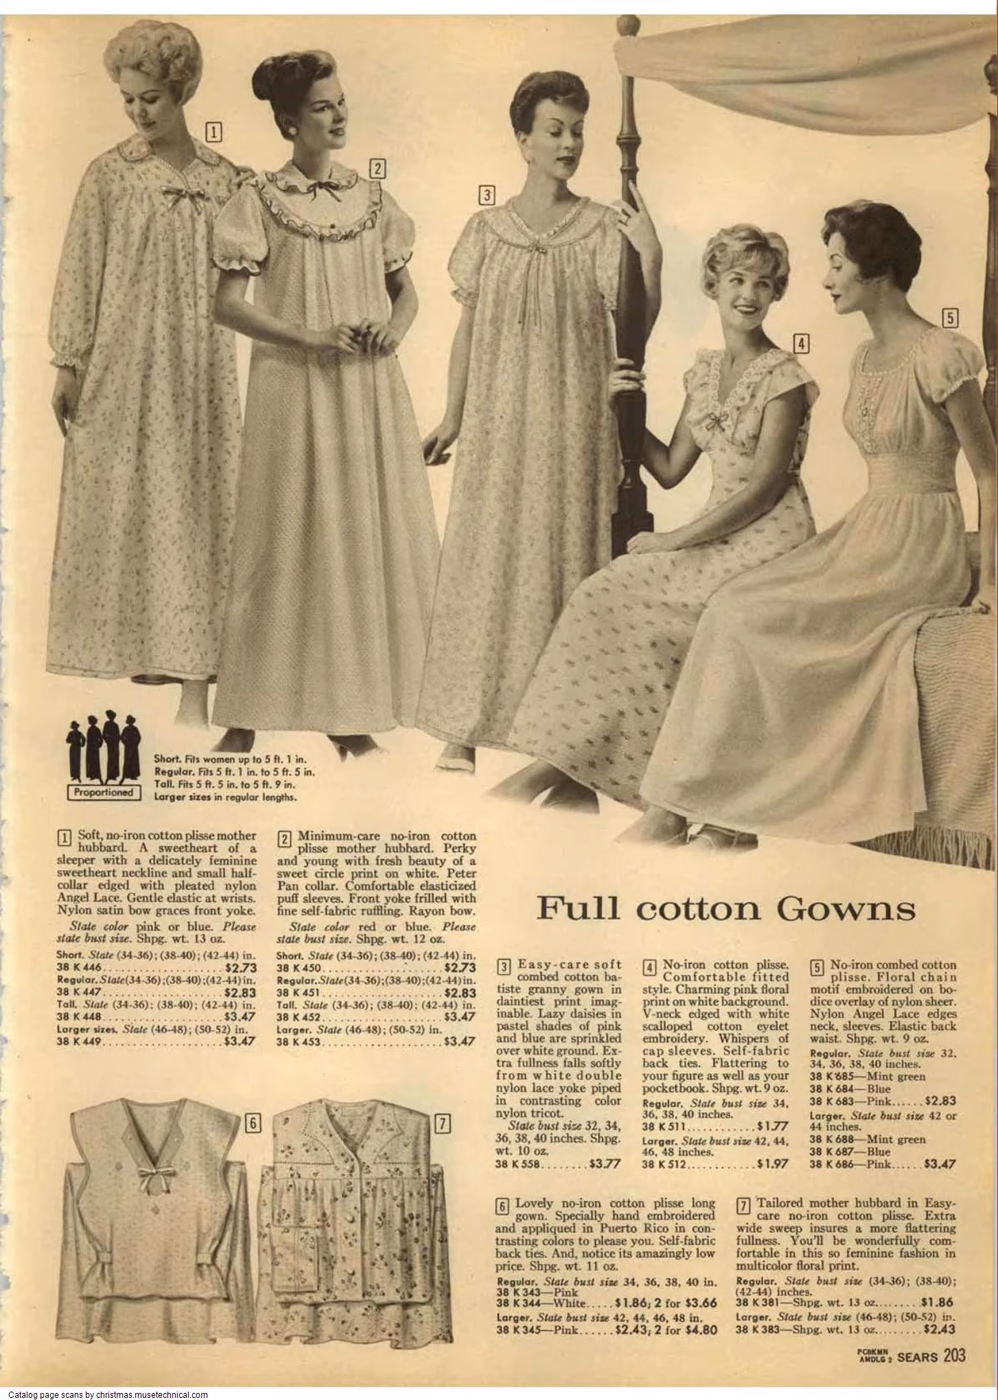 1
2
3
4
5
Proportioned
Short. Fits women up to 5 ft. 1 in.
Regular. Fits 5 ft. 1 in. to 5 ft. 5 in.
Tall. Fits 5 ft. 5 in. to 5 ft. 9 in.
Larger sizes in regular lengths.
1 Soft, no-iron cotton plisse mother
hubbard. A sweetheart of a
sleeper with a delicately feminine
sweetheart neckline and small half-
collar edged with pleated nylon
Angel Lace. Gentle elastic at wrists.
Nylon satin bow graces front yoke.
State color pink or blue. Please
state bust size. Shpg. wt. 13 oz.
Short. State (34-36); (38-40); (42-44) in.
38 K 446....................$2.73
Regular. State (34-36);(38-40);(42-44) in.
38 K 447....................$2.83
Tall. State (34-36); (38-40); (42-44) in.
38 K 448....................$3.47
Larger sizes. State (46-48); (50-52) in.
38 K 449....................$3.47
2 Minimum-care no-iron cotton
plisse mother hubbard. Perky
and young with fresh beauty of a
sweet circle print on white. Peter
Pan collar. Comfortable elasticized
puff sleeves. Front yoke frilled with
fine self-fabric ruffling. Rayon bow.
State color red or blue. Please
state bust size. Shpg. wt. 12 oz.
Short. State (34-36); (38-40); (42-44) in.
38 K 450....................$2.73
Regular. State (34-36);(38-40);(42-44) in.
38 K 451....................$2.83
Tall. State (34-36); (38-40); (42-44) in.
38 K 452....................$3.47
Larger. State (46-48); (50-52) in.
38 K 453....................$3.47
Full cotton Gowns
3 Easy-care soft
combed cotton ba-
tiste granny gown in
daintiest print imag-
inable. Lazy daisies in
pastel shades of pink
and blue are sprinkled
over white ground. Ex-
tra fullness falls softly
from white double
nylon lace yoke piped
in contrasting color
nylon tricot.
State bust size 32, 34,
36, 38, 40 inches. Shpg.
wt. 10 oz.
38 K 558........$3.77
4 No-iron cotton plisse.
Comfortable fitted
style. Charming pink floral
print on white background.
V-neck edged with white
scalloped cotton eyelet
embroidery. Whispers of
cap sleeves. Self-fabric
back ties. Flattering to
your figure as well as your
pocketbook. Shpg. wt. 9 oz.
Regular. State bust size 34,
36, 38, 40 inches.
38 K 511............$1.77
Larger. State bust size 42, 44,
46, 48 inches.
38 K 512............$1.97
5 No-iron combed cotton
plisse. Floral chain
motif embroidered on bo-
dice overlay of nylon sheer.
Nylon Angel Lace edges
neck, sleeves. Elastic back
waist. Shpg. wt. 9 oz.
Regular. State bust size 32,
34, 36, 38, 40 inches.
38 K 685—Mint green
38 K 684—Blue
38 K 683—Pink......$2.83
Larger. State bust size 42 or
44 inches.
38 K 688—Mint green
38 K 687—Blue
38 K 686—Pink......$3.47
6
7
6 Lovely no-iron cotton plisse long
gown. Specially hand embroidered
and appliqued in Puerto Rico in con-
trasting colors to please you. Self-fabric
back ties. And, notice its amazingly low
price. Shpg. wt. 11 oz.
Regular. State bust size 34, 36, 38, 40 in.
38 K 343—Pink
38 K 344—White.....$1.86; 2 for $3.66
Larger. State bust size 42, 44, 46, 48 in.
38 K 345—Pink......$2.43; 2 for $4.80
7 Tailored mother hubbard in Easy-
care no-iron cotton plisse. Extra
wide sweep insures a more flattering
fullness. You'll be wonderfully com-
fortable in this so feminine fashion in
multicolor floral print.
Regular. State bust size (34-36); (38-40);
(42-44) inches.
38 K 381—Shpg. wt. 13 oz.........$1.86
Larger. State bust size (46-48); (50-52) in.
38 K 383—Shpg. wt. 13 oz.........$2.43
PCBKMN
AMDLG 2 SEARS 203
Catalog page scans by christmas.musetechnical.com